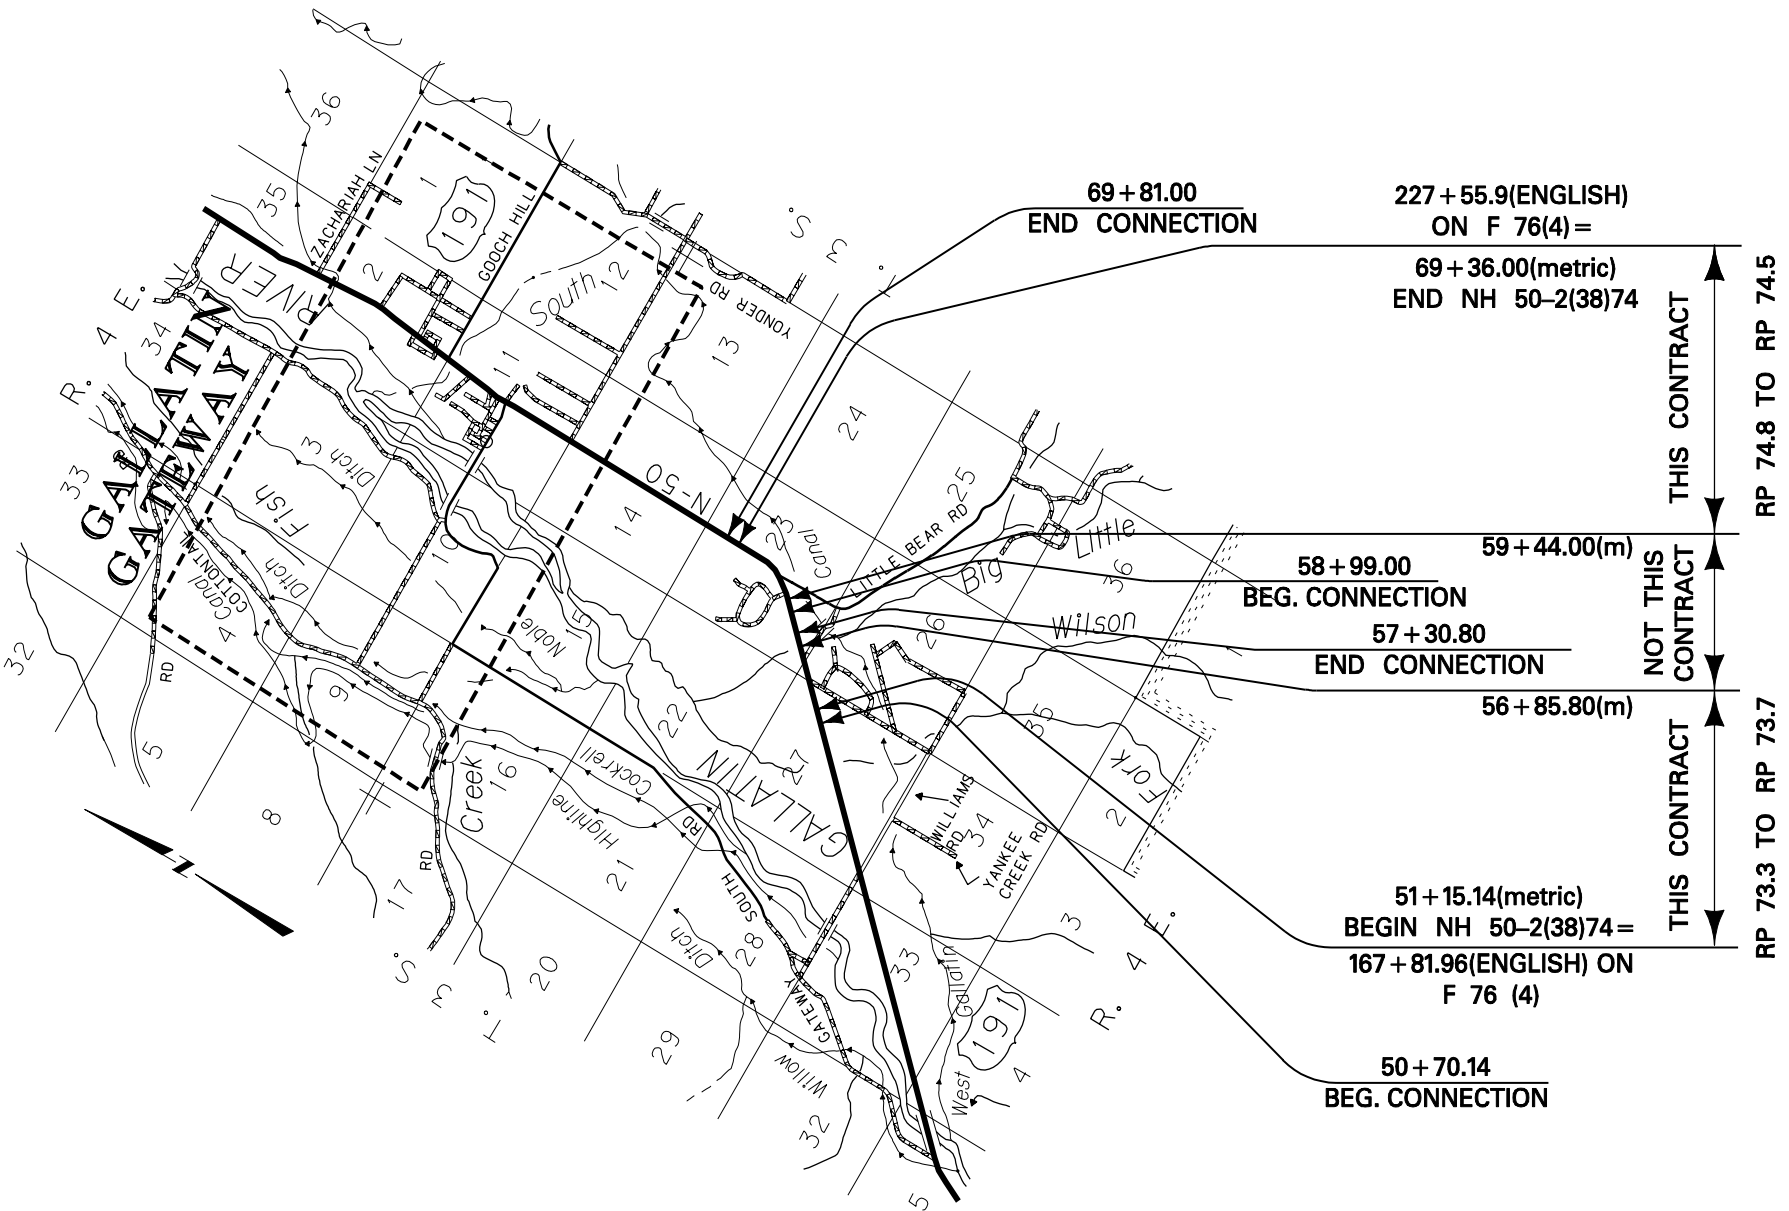 36
35
ZACHARIAH LN
1
191
GOOCH HILL
2
South
12
S.
3
T.
YONDER RD
13
RIVER
W
E.
4
R.
34
GALLATIN
GATEWAY
33
3
Ditch
Fish
11
24
N-50
14
23
Canal
LITTLE BEAR RD
25
Little
Big
36
Wilson
26
35
Fork
2
COTTONTAIL
RD
Canal
Ditch
4
10
Noble
15
32
5
9
22
GALLATIN
27
Creek
16
Cockrell
Highline
RD
8
17
RD
21
SOUTH
GATEWAY
28
Ditch
WILLIAMS
RD
34
YANKEE
CREEK RD
3
33
West
Gallatin
191
R.
4
E.
T.
3
S.
20
29
Willow
32
4
5
69+81.00
END CONNECTION
227+55.9(ENGLISH)
ON F 76(4)=
69+36.00(metric)
END NH 50–2(38)74
THIS CONTRACT
RP 74.8 TO RP 74.5
59+44.00(m)
58+99.00
BEG. CONNECTION
57+30.80
END CONNECTION
NOT THIS
CONTRACT
56+85.80(m)
THIS CONTRACT
RP 73.3 TO RP 73.7
51+15.14(metric)
BEGIN NH 50–2(38)74=
167+81.96(ENGLISH) ON
F 76 (4)
50+70.14
BEG. CONNECTION
Z